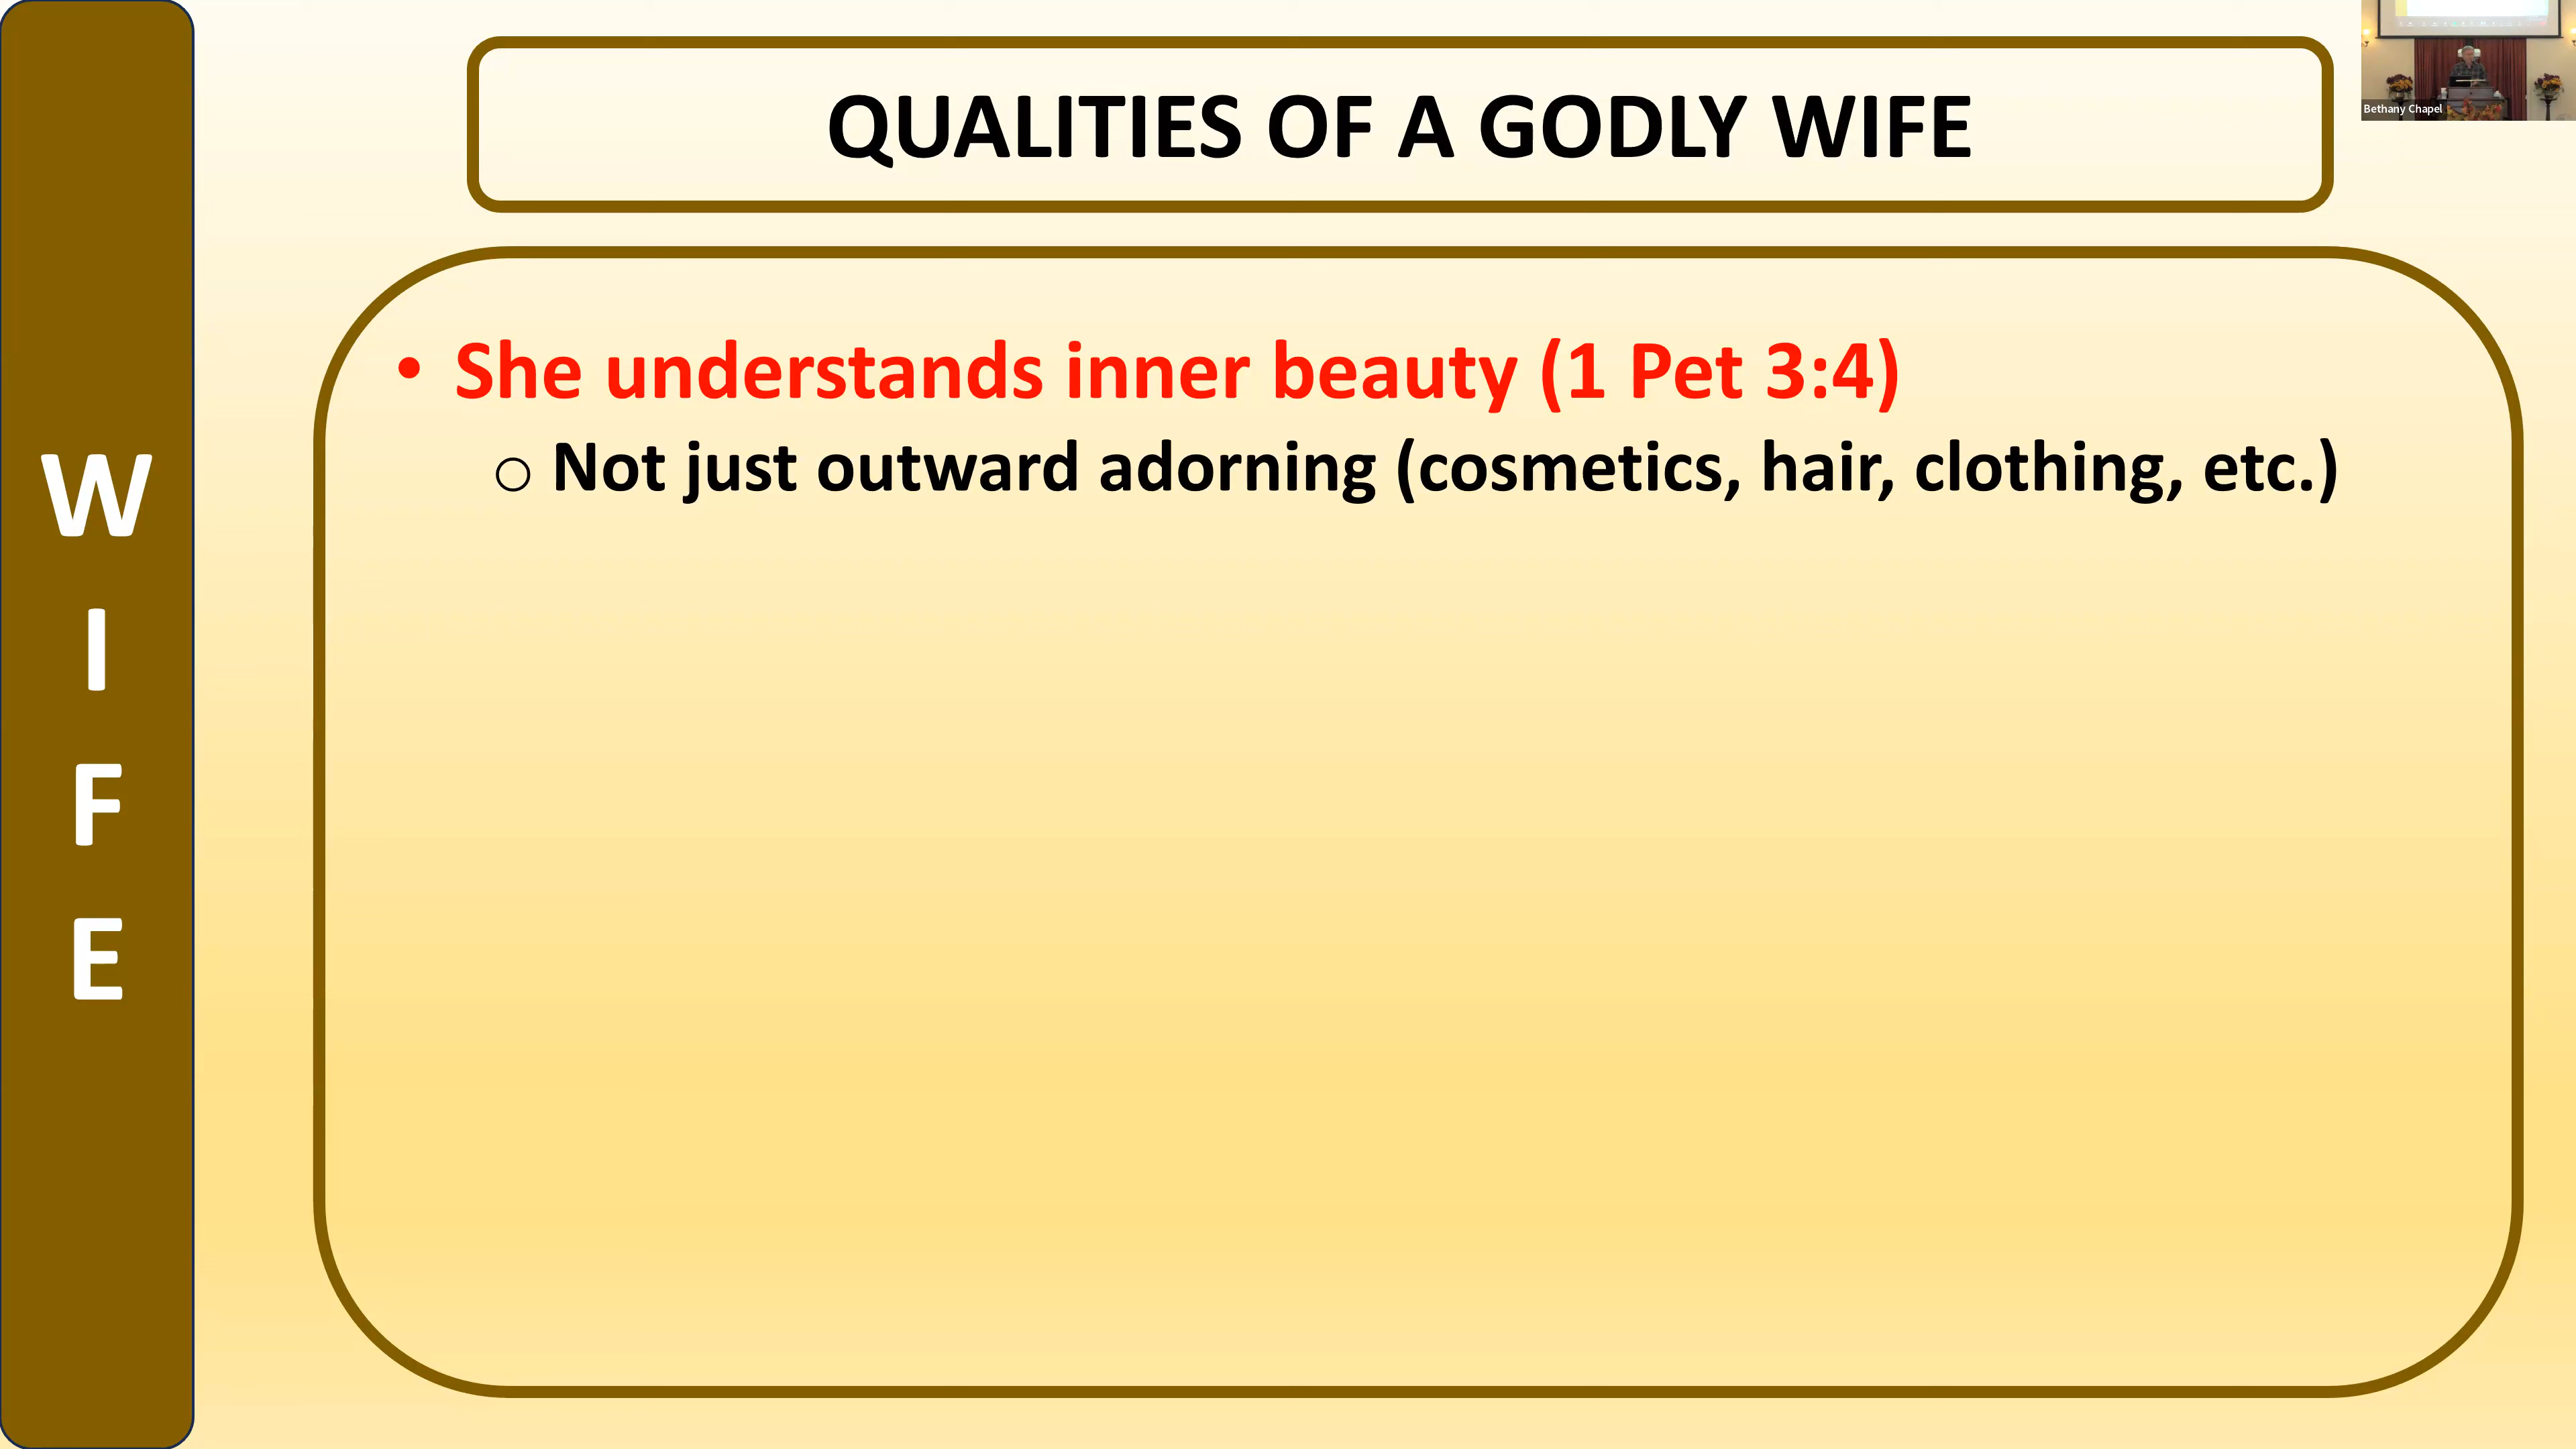 QUALITIES OF A GODLY WIFE
Bethany Chapel
W
I
F
E
• She understands inner beauty (1 Pet 3:4)
○ Not just outward adorning (cosmetics, hair, clothing, etc.)